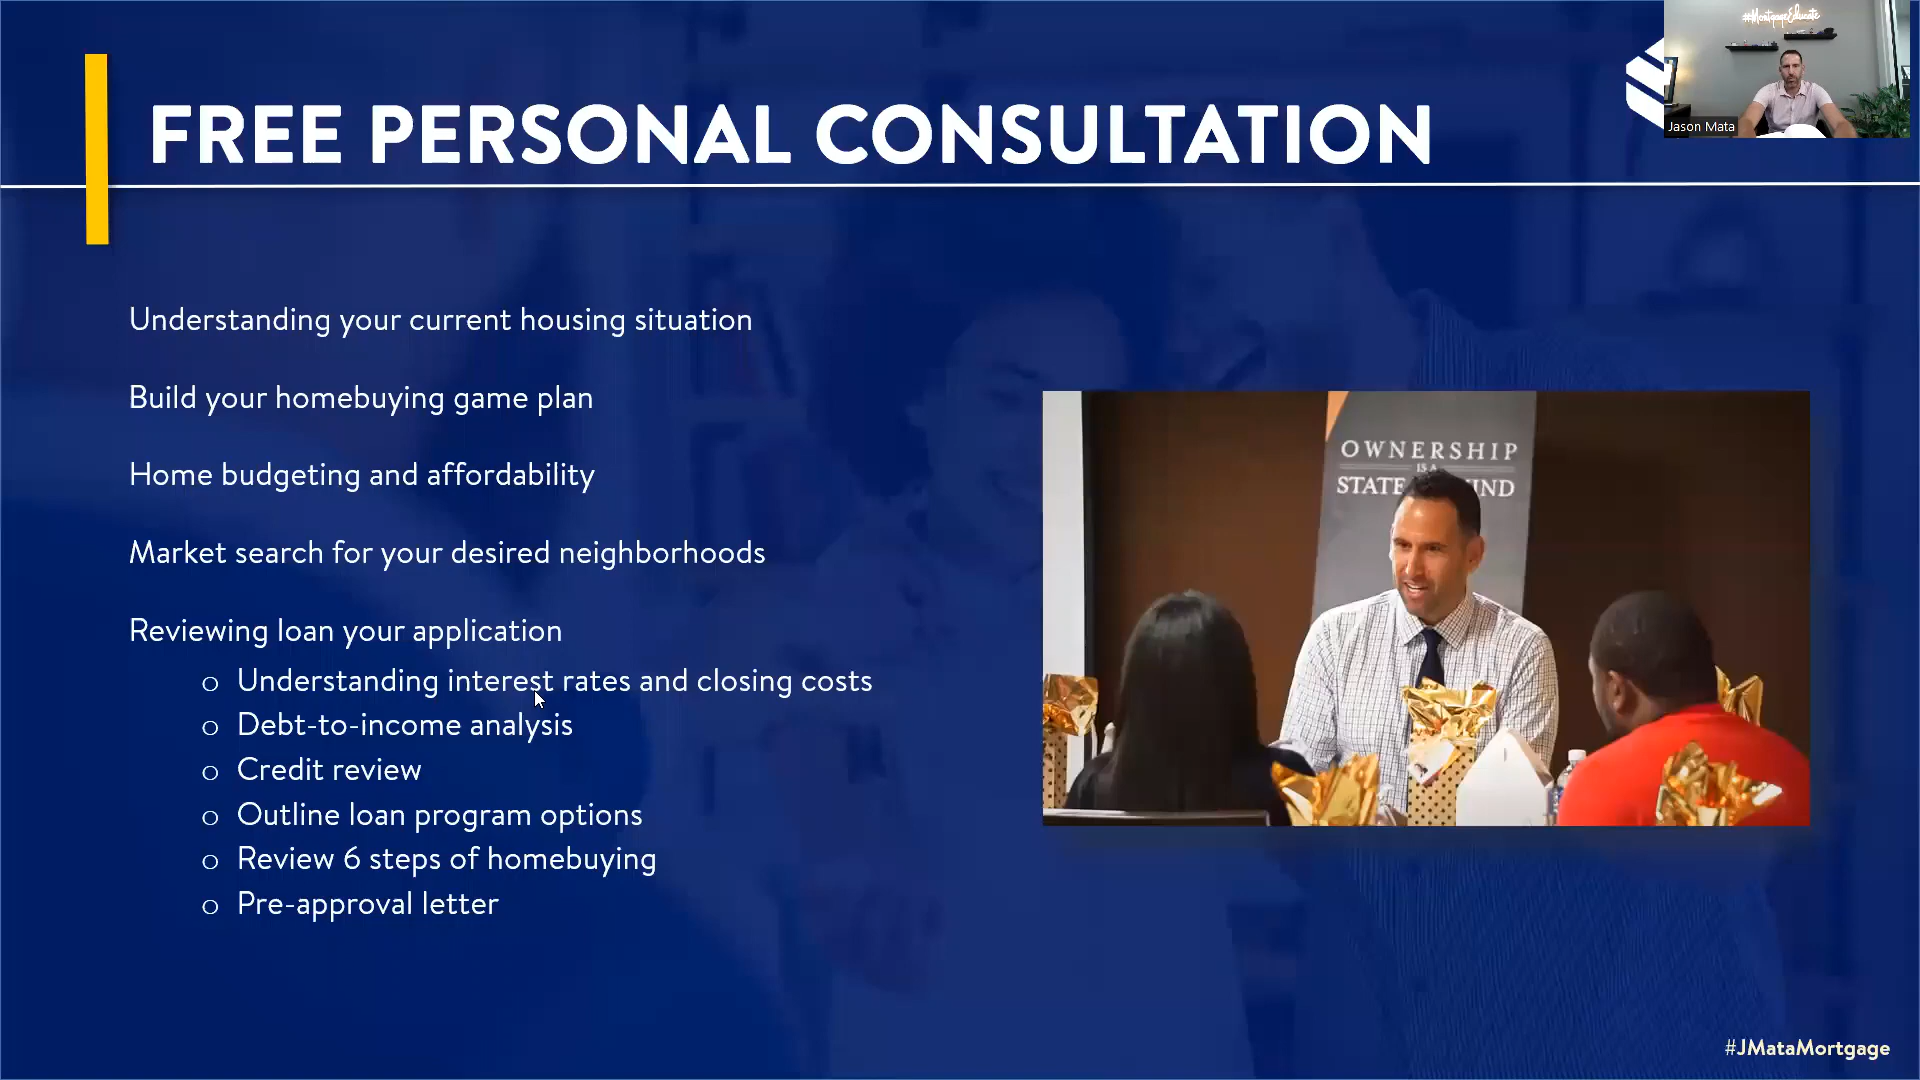 #MortgageEducate
FREE PERSONAL CONSULTATION
Jason Mata
Understanding your current housing situation
Build your homebuying game plan
Home budgeting and affordability
Market search for your desired neighborhoods
Reviewing loan your application
o Understanding interest rates and closing costs
o Debt-to-income analysis
o Credit review
o Outline loan program options
o Review 6 steps of homebuying
o Pre-approval letter
OWNERSHIP
IS A
STATE IND
#JMataMortgage